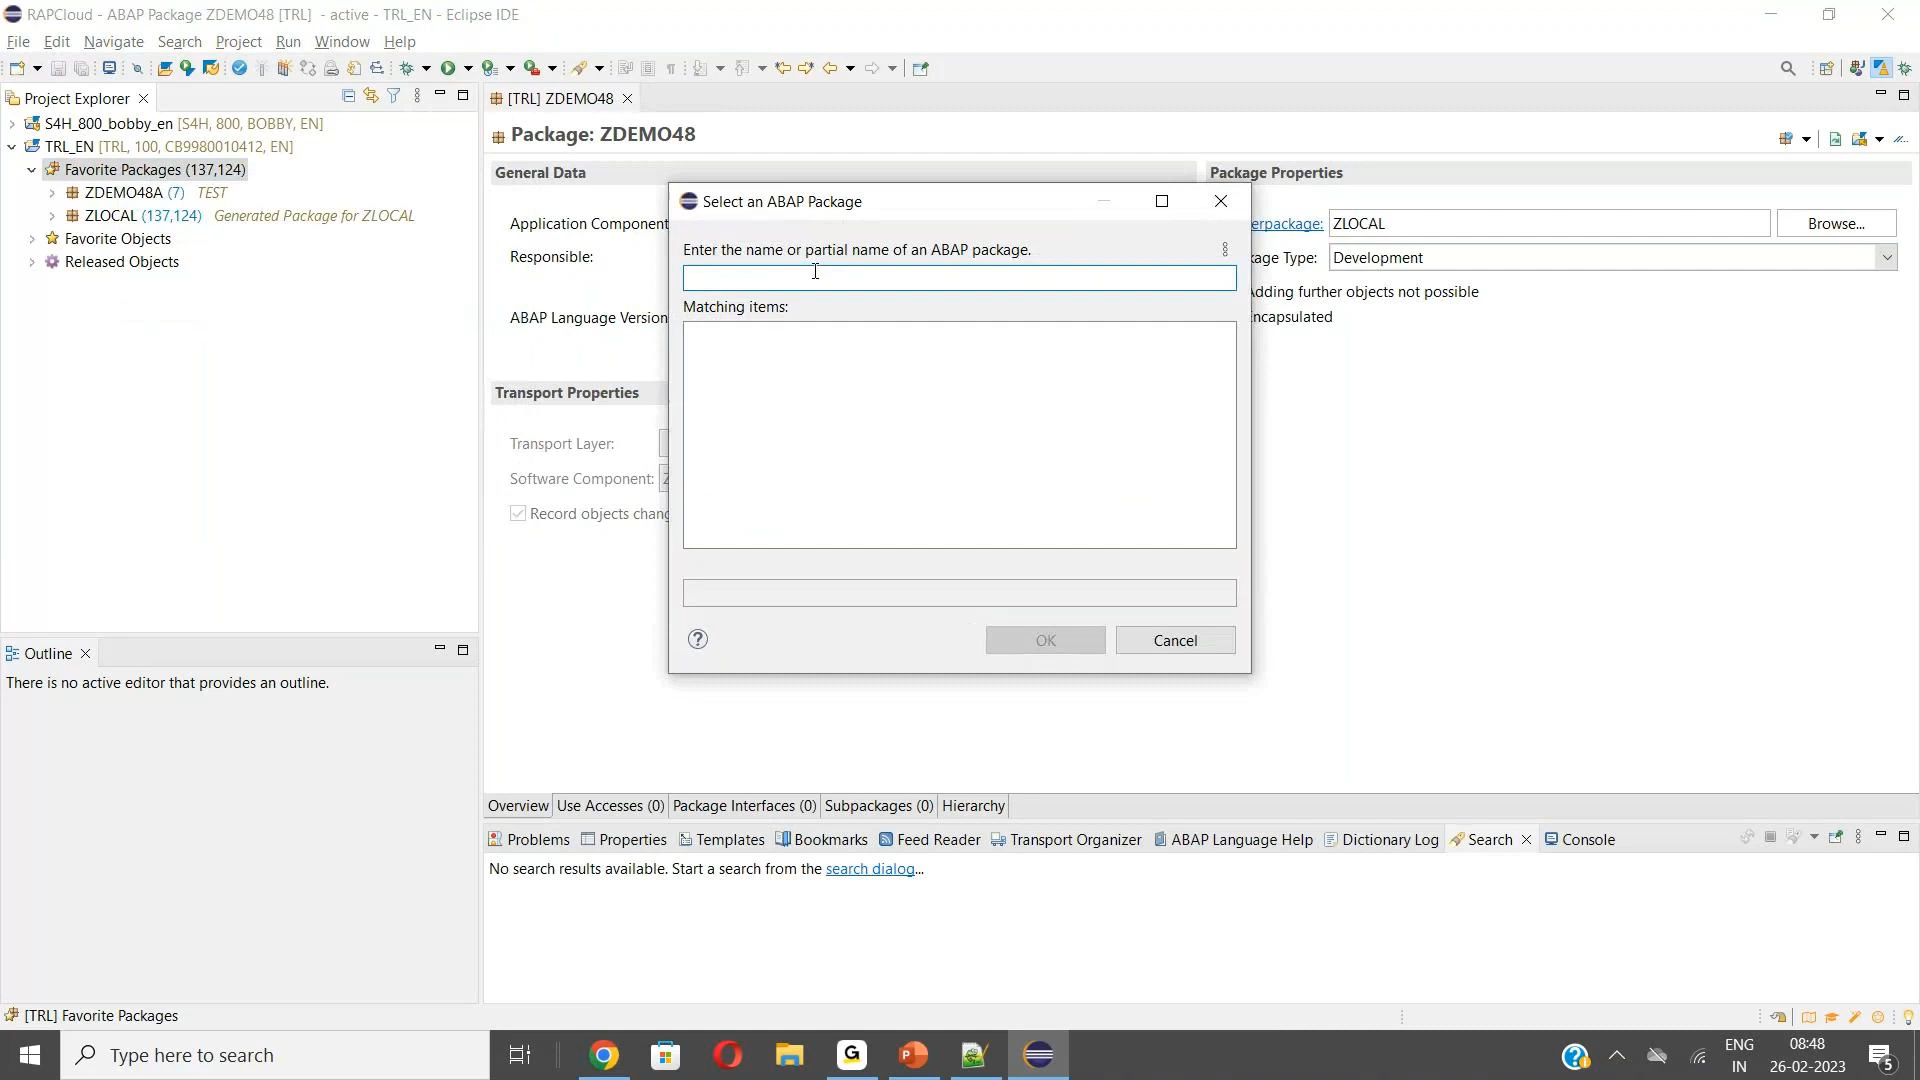 RAPCloud - ABAP Package ZDEMO48 [TRL] - active - TRL_EN - Eclipse IDE
File Edit Navigate Search Project Run Window Help
Project Explorer
S4H_800_bobby_en [S4H, 800, BOBBY, EN]
TRL_EN [TRL, 100, CB9980010412, EN]
Favorite Packages (137,124)
ZDEMO48A (7) TEST
ZLOCAL (137,124) Generated Package for ZLOCAL
Favorite Objects
Released Objects
[TRL] ZDEMO48
Package: ZDEMO48
General Data
Application Component
Responsible:
ABAP Language Version
Transport Properties
Transport Layer:
Software Component:
Record objects chang
Package Properties
erpackage: ZLOCAL Browse...
kage Type: Development
Adding further objects not possible
ncapsulated
Select an ABAP Package
Enter the name or partial name of an ABAP package.
Matching items:
OK Cancel
Outline
There is no active editor that provides an outline.
Overview Use Accesses (0) Package Interfaces (0) Subpackages (0) Hierarchy
Problems Properties Templates Bookmarks Feed Reader Transport Organizer ABAP Language Help Dictionary Log Search Console
No search results available. Start a search from the search dialog...
[TRL] Favorite Packages
Type here to search
ENG
IN
08:48
26-02-2023
5